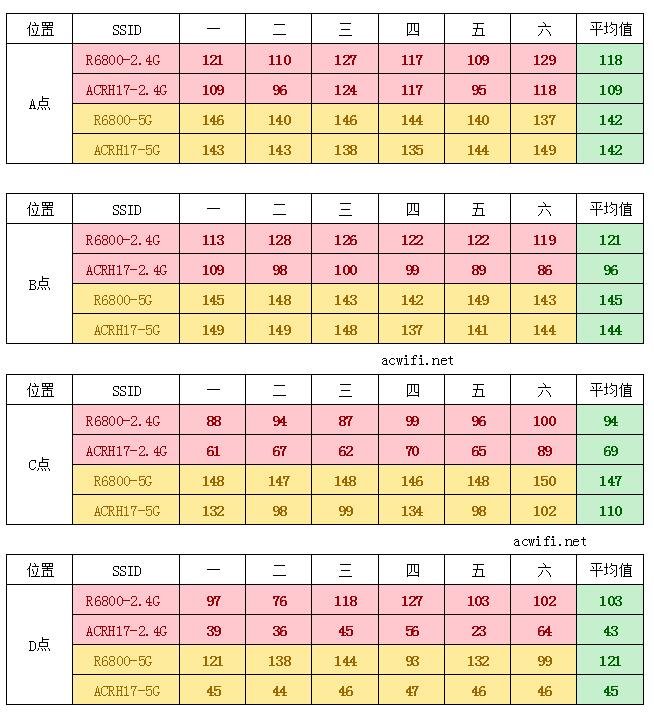 位置 SSID 一 二 三 四 五 六 平均值
R6800-2.4G 121 110 127 117 109 129 118
ACRH17-2.4G 109 96 124 117 95 118 109
A点
R6800-5G 146 140 146 144 140 137 142
ACRH17-5G 143 143 138 135 144 149 142
位置 SSID 一 二 三 四 五 六 平均值
R6800-2.4G 113 128 126 122 122 119 121
ACRH17-2.4G 109 98 100 99 89 86 96
B点
R6800-5G 145 148 143 142 149 143 145
ACRH17-5G 149 149 148 137 141 144 144
acwifi.net
位置 SSID 一 二 三 四 五 六 平均值
R6800-2.4G 88 94 87 99 96 100 94
ACRH17-2.4G 61 67 62 70 65 89 69
C点
R6800-5G 148 147 148 146 148 150 147
ACRH17-5G 132 98 99 134 98 102 110
acwifi.net
位置 SSID 一 二 三 四 五 六 平均值
R6800-2.4G 97 76 118 127 103 102 103
ACRH17-2.4G 39 36 45 56 23 64 43
D点
R6800-5G 121 138 144 93 132 99 121
ACRH17-5G 45 44 46 47 46 46 45